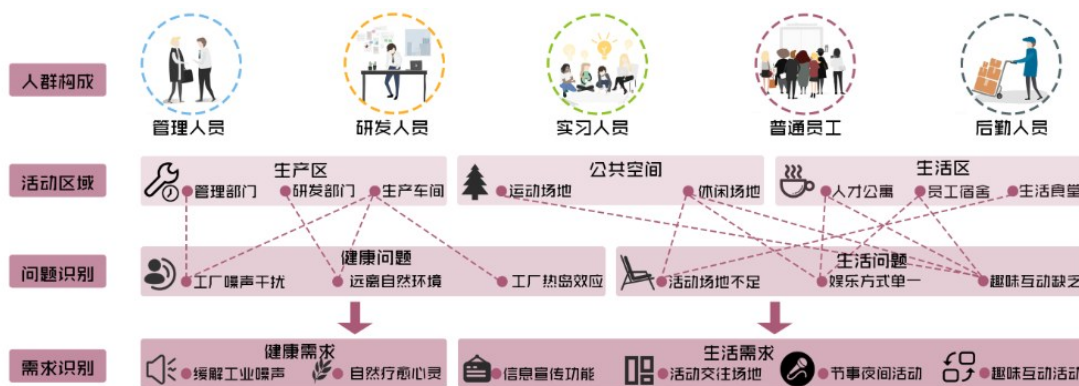 人群构成
管理人员 研发人员 实习人员 普通员工 后勤人员
活动区域
生产区 公共空间 生活区
管理部门 研发部门 生产车间 运动场地 休闲场地 人才公寓 员工宿舍 生活食堂
问题识别
健康问题 生活问题
工厂噪声干扰 远离自然环境 工厂热岛效应 活动场地不足 娱乐方式单一 趣味互动缺乏
需求识别
健康需求 生活需求
缓解工业噪声 自然疗愈心灵 信息宣传功能 活动交往场地 节事夜间活动 趣味互动活动